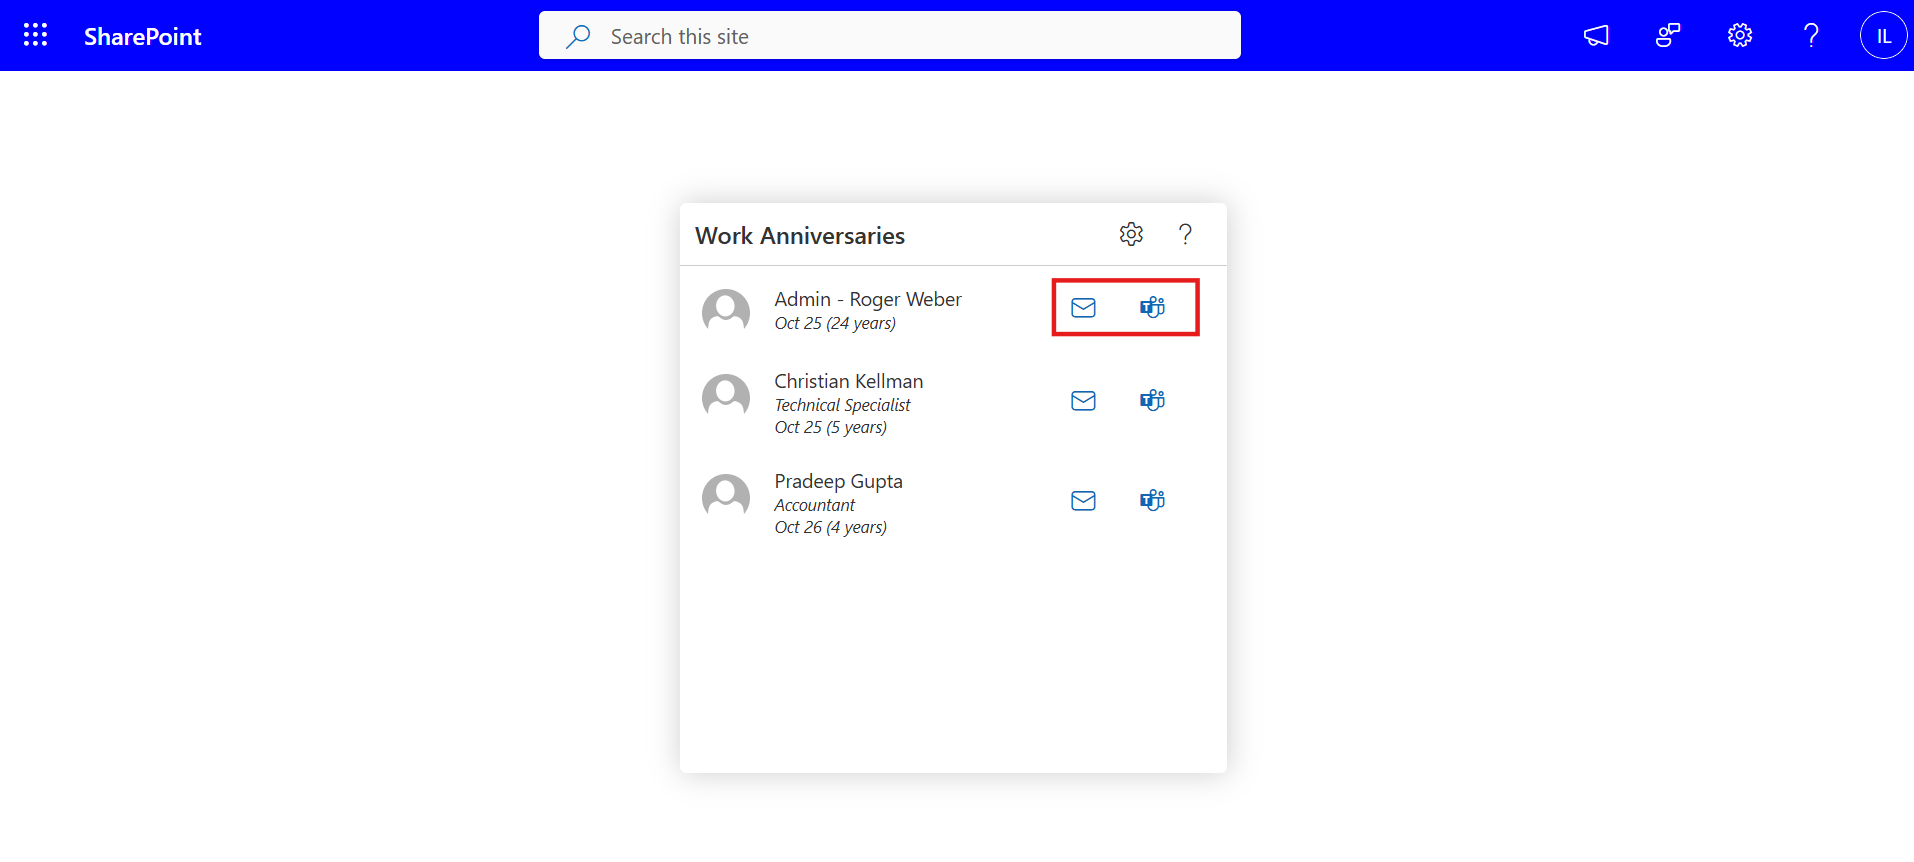 SharePoint
Search this site
IL
Work Anniversaries
Admin - Roger Weber
Oct 25 (24 years)
Christian Kellman
Technical Specialist
Oct 25 (5 years)
Pradeep Gupta
Accountant
Oct 26 (4 years)